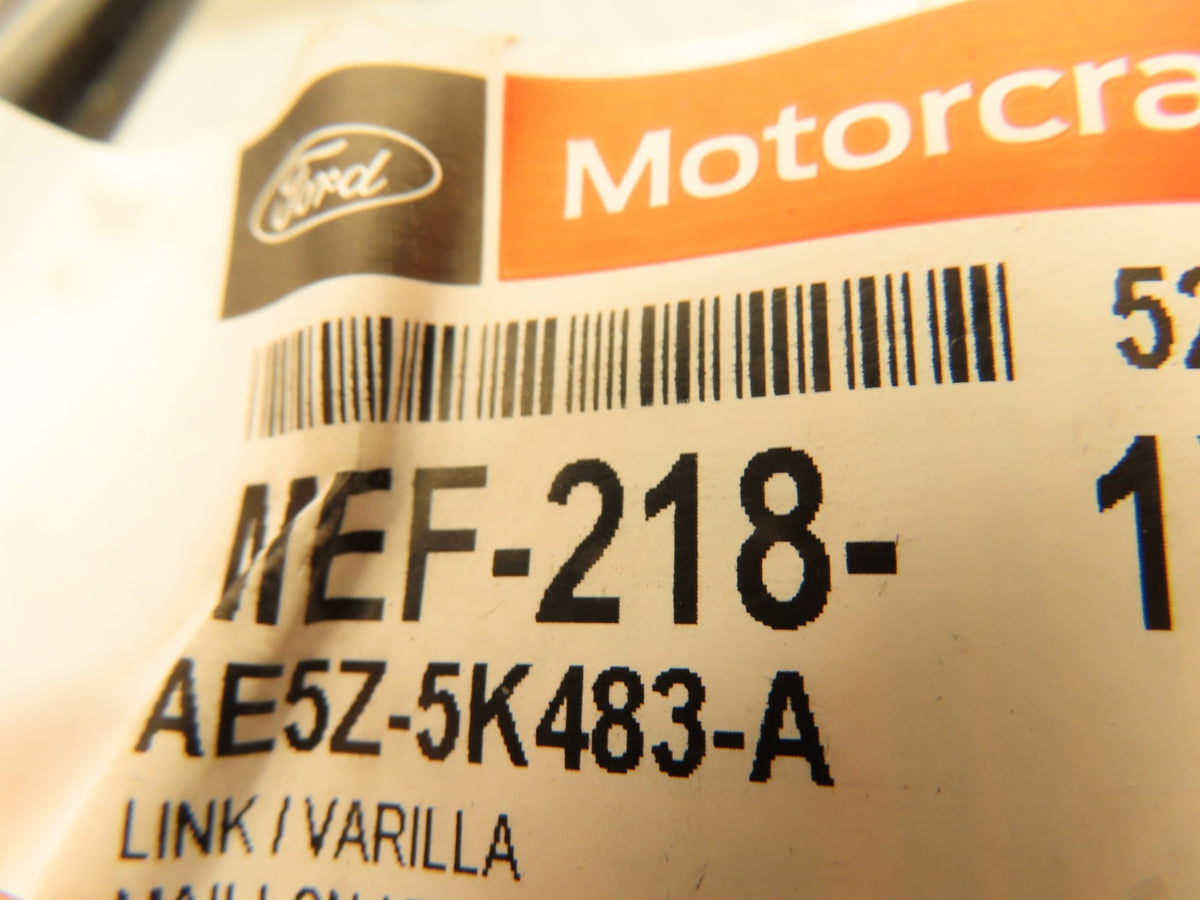 Ford Motorcra
52
MEF-218- 1
AE5Z-5K483-A
LINK / VARILLA